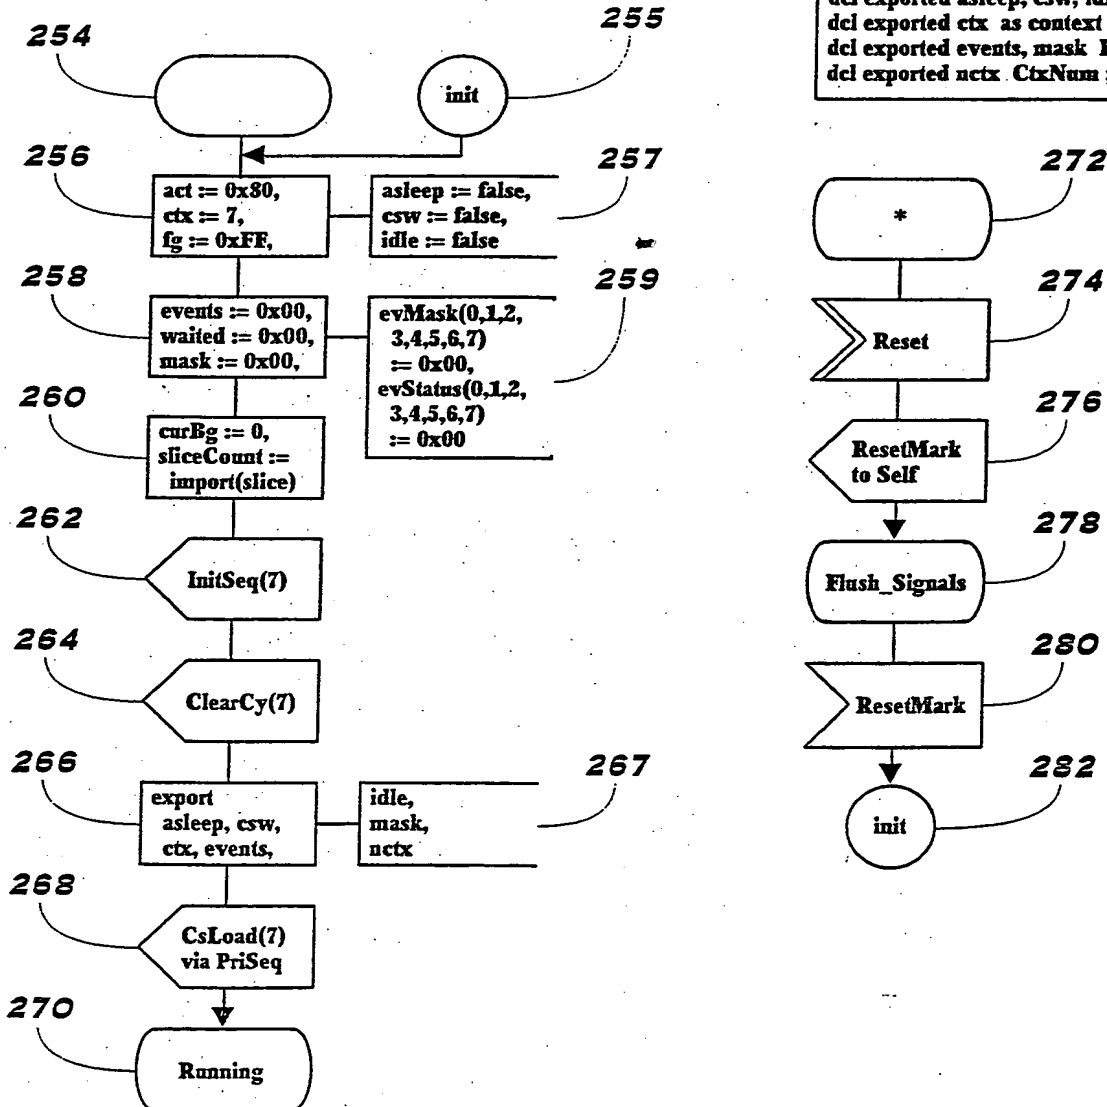 254
255
init
256
act := 0x80,
ctx := 7,
fg := 0xFF,
asleep := false,
csw := false,
idle := false
257
258
events := 0x00,
waited := 0x00,
mask := 0x00,
evMask(0,1,2,
3,4,5,6,7)
:= 0x00,
evStatus(0,1,2,
3,4,5,6,7)
:= 0x00
259
260
curBg := 0,
sliceCount :=
import(slice)
262
InitSeq(7)
264
ClearCy(7)
266
export
asleep, csw,
ctx, events,
idle,
mask,
nctx
267
268
CsLoad(7)
via PriSeq
270
Running
dcl exported ctx as context
dcl exported events, mask
dcl exported nctx CtxNum
272
*
274
Reset
276
ResetMark
to Self
278
Flush_Signals
280
ResetMark
282
init